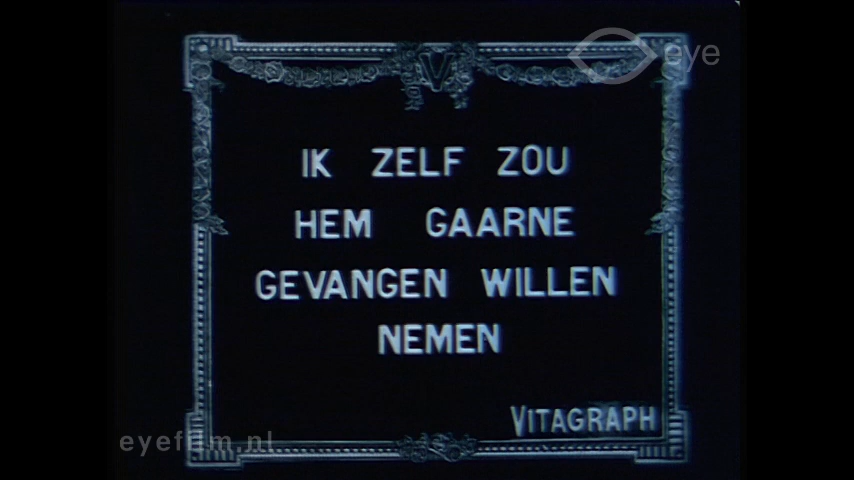 eye
V
IK ZELF ZOU
HEM GAARNE
GEVANGEN WILLEN
NEMEN
VITAGRAPH
eyefilm.nl